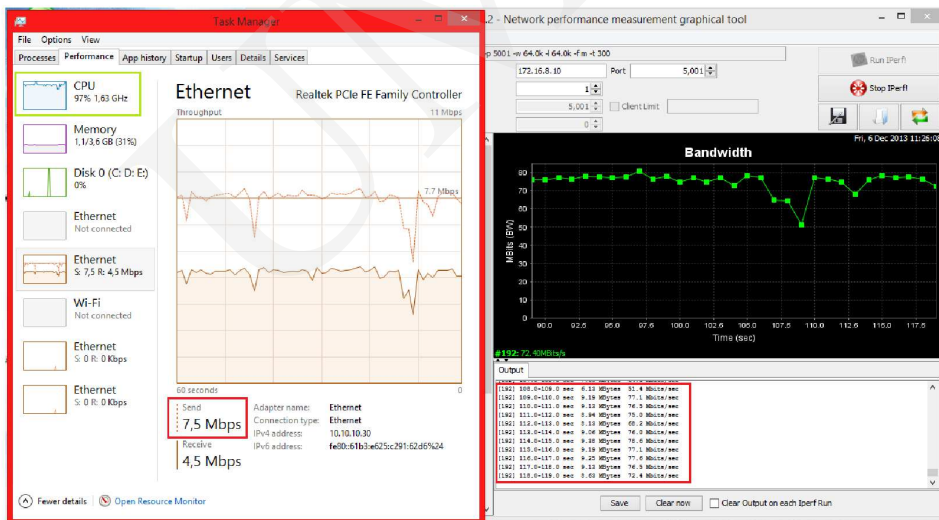 Task Manager
File Options View
Processes Performance App history Startup Users Details Services
CPU
97% 1,63 GHz
Memory
1,1/3,6 GB (31%)
Disk 0 (C: D: E:)
0%
Ethernet
Not connected
Ethernet
S: 7,5 R: 4,5 Mbps
Wi-Fi
Not connected
Ethernet
S: 0 R: 0 Kbps
Ethernet
S: 0 R: 0 Kbps
Ethernet Realtek PCIe FE Family Controller
Throughput 11 Mbps
7.7 Mbps
60 seconds 0
Send
7,5 Mbps
Receive
4,5 Mbps
Adapter name: Ethernet
Connection type: Ethernet
IPv4 address: 10.10.10.30
IPv6 address: fe80::61b3:e625:c291:62d6%24
Fewer details Open Resource Monitor
.2 - Network performance measurement graphical tool
p 5001 -w 64.0k -l 64.0k -f m -t 300
172.16.8.10 Port 5,001
1
5,001 Client Limit
0
Run IPerf!
Stop IPerf!
Fri, 6 Dec 2013 11:26:08
Bandwidth
MBits (BW)
80
70
60
50
40
30
20
10
0
90.0 92.5 95.0 97.5 100.0 102.5 105.0 107.5 110.0 112.5 115.0 117.5
Time (sec)
#192: 72.40MBits/s
Output
[192] 108.0-109.0 sec 6.13 MBytes 51.4 Mbits/sec
[192] 109.0-110.0 sec 9.19 MBytes 77.1 Mbits/sec
[192] 110.0-111.0 sec 9.13 MBytes 76.5 Mbits/sec
[192] 111.0-112.0 sec 8.94 MBytes 75.0 Mbits/sec
[192] 112.0-113.0 sec 8.13 MBytes 68.2 Mbits/sec
[192] 113.0-114.0 sec 9.06 MBytes 76.0 Mbits/sec
[192] 114.0-115.0 sec MBytes 78.6 Mbits/sec
[192] 115.0-116.0 sec 9.19 MBytes 77.1 Mbits/sec
[192] 116.0-117.0 sec 9.25 MBytes 77.6 Mbits/sec
[192] 117.0-118.0 sec 9.13 MBytes 76.5 Mbits/sec
[192] 118.0-119.0 sec 8.63 MBytes 72.4 Mbits/sec
Save Clear now Clear Output on each Iperf Run